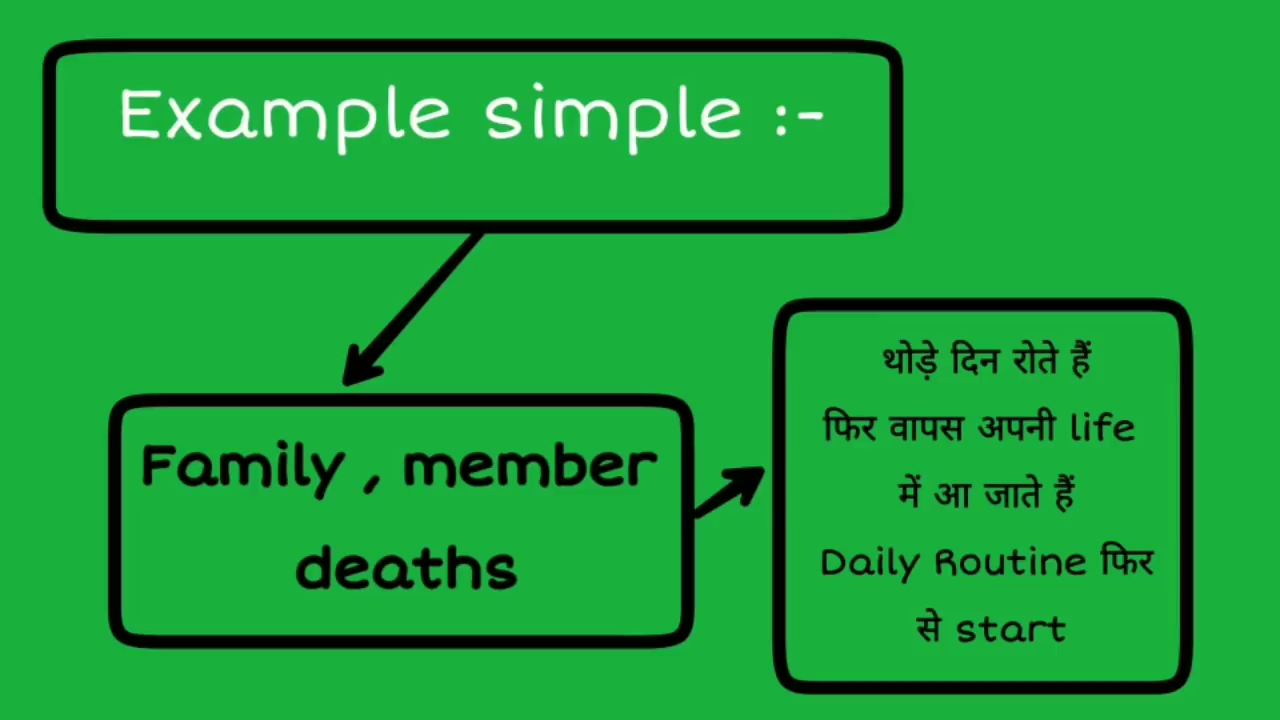 Example simple :-
Family , member
deaths
थोड़े दिन रोते हैं
फिर वापस अपनी life
में आ जाते हैं
Daily Routine फिर
से start